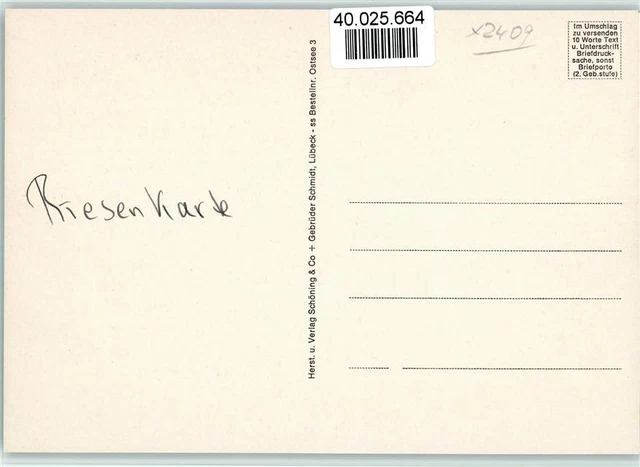 40.025.664
x2409
Im Umschlag
zu versenden
10 Worte Text
u. Unterschrift
Briefdruck-
sache, sonst
Briefporto
(2. Geb.stufe)
Riesenkarte
Herst. u. Verlag Schöning & Co + Gebrüder Schmidt, Lübeck - ss Bestellnr. Ostsee 3